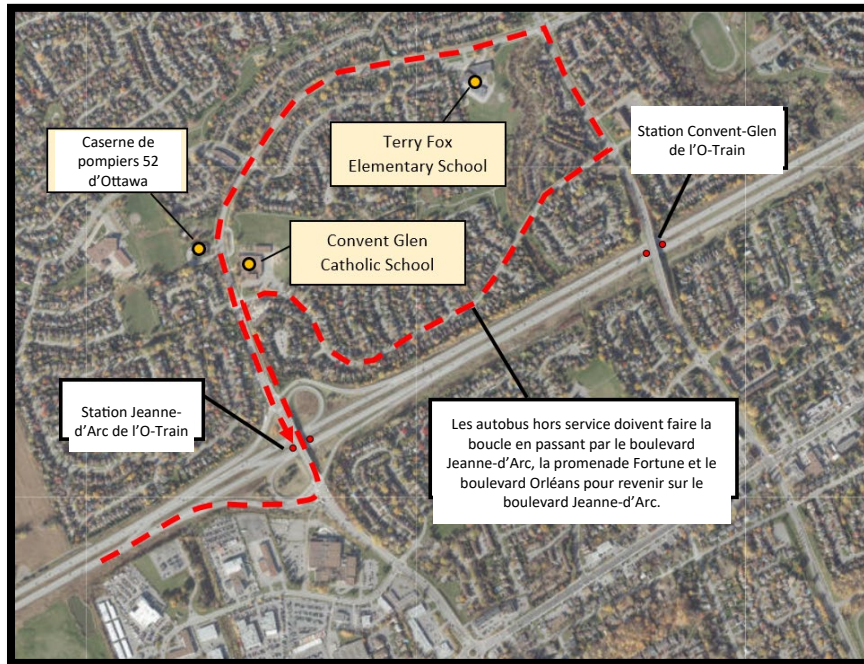 Caserne de
pompiers 52
d’Ottawa
Terry Fox
Elementary School
Station Convent-Glen
de l’O-Train
Convent Glen
Catholic School
Station Jeanne-
d’Arc de l’O-Train
Les autobus hors service doivent faire la
boucle en passant par le boulevard
Jeanne-d’Arc, la promenade Fortune et le
boulevard Orléans pour revenir sur le
boulevard Jeanne-d’Arc.